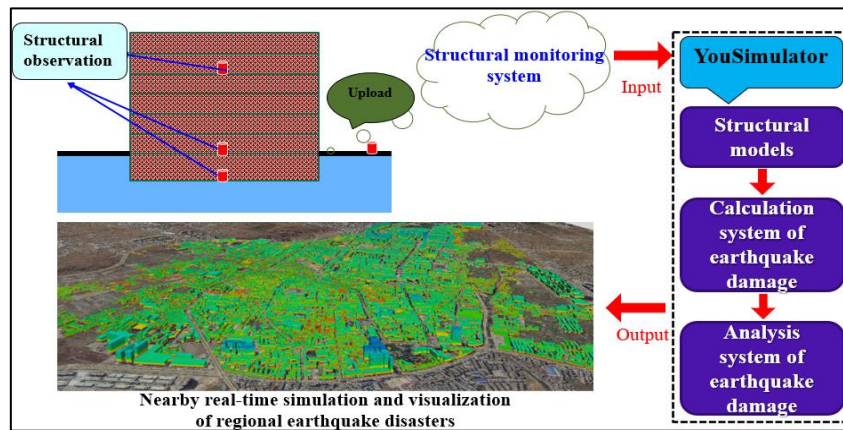 Structural
observation
Upload
Structural monitoring
system
Input
YouSimulator
Structural
models
Calculation
system of
earthquake
damage
Output
Analysis
system of
earthquake
damage
Nearby real-time simulation and visualization
of regional earthquake disasters